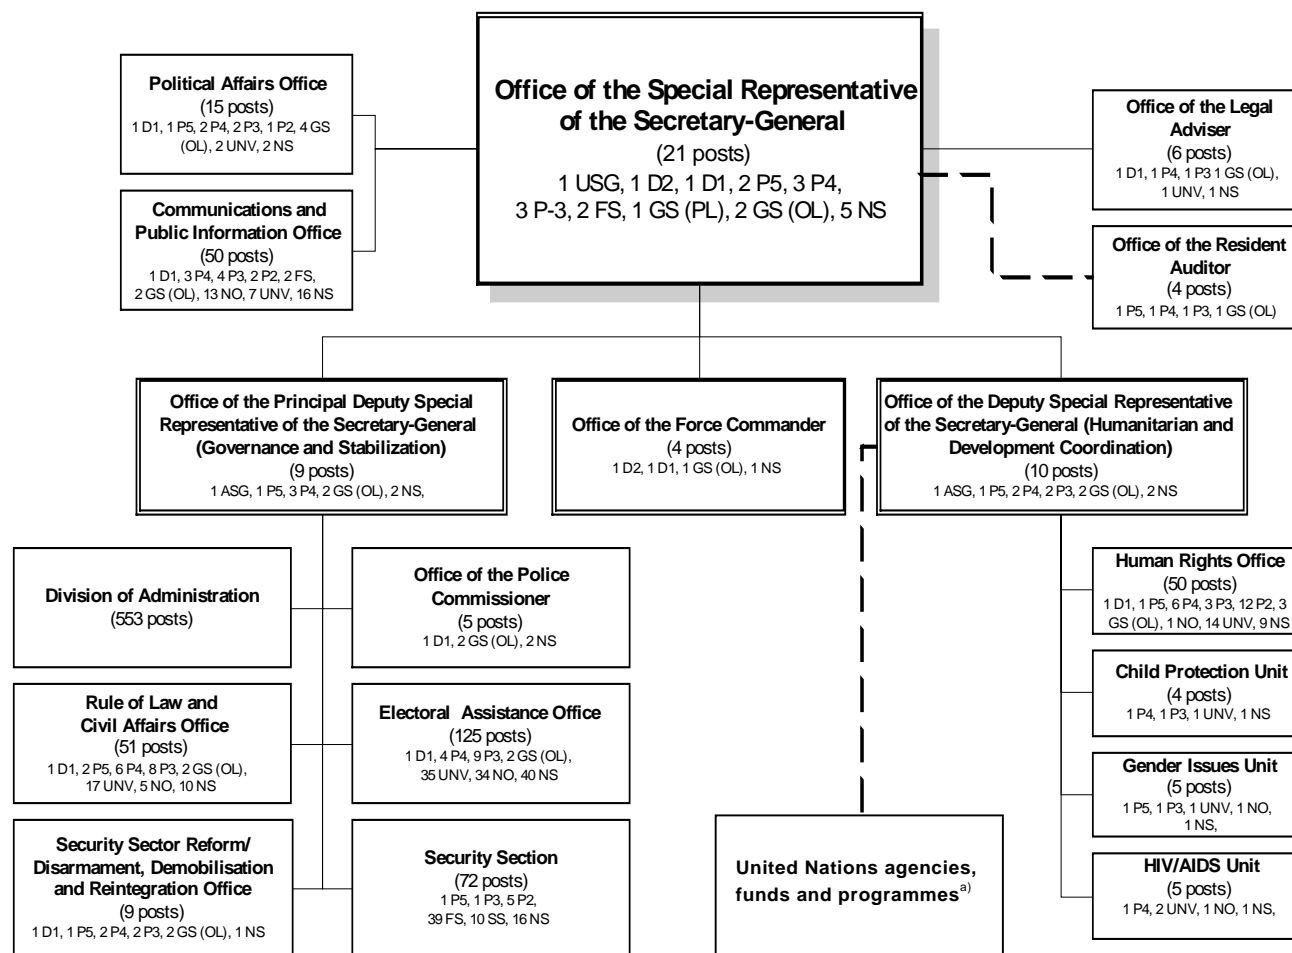 Political Affairs Office
(15 posts)
1 D1, 1 P5, 2 P4, 2 P3, 1 P2, 4 GS
(OL), 2 UNV, 2 NS
Communications and
Public Information Office
(50 posts)
1 D1, 3 P4, 4 P3, 2 P2, 2 FS,
2 GS (OL), 13 NO, 7 UNV, 16 NS
Office of the Special Representative
of the Secretary-General
(21 posts)
1 USG, 1 D2, 1 D1, 2 P5, 3 P4,
3 P-3, 2 FS, 1 GS (PL), 2 GS (OL), 5 NS
Office of the Legal
Adviser
(6 posts)
1 D1, 1 P4, 1 P3 1 GS (OL),
1 UNV, 1 NS
Office of the Resident
Auditor
(4 posts)
1 P5, 1 P4, 1 P3, 1 GS (OL)
Office of the Principal Deputy Special
Representative of the Secretary-General
(Governance and Stabilization)
(9 posts)
1 ASG, 1 P5, 3 P4, 2 GS (OL), 2 NS,
Office of the Force Commander
(4 posts)
1 D2, 1 D1, 1 GS (OL), 1 NS
Office of the Deputy Special Representative
of the Secretary-General (Humanitarian and
Development Coordination)
(10 posts)
1 ASG, 1 P5, 2 P4, 2 P3, 2 GS (OL), 2 NS
Division of Administration
(553 posts)
Office of the Police
Commissioner
(5 posts)
1 D1, 2 GS (OL), 2 NS
Rule of Law and
Civil Affairs Office
(51 posts)
1 D1, 2 P5, 6 P4, 8 P3, 2 GS (OL),
17 UNV, 5 NO, 10 NS
Electoral Assistance Office
(125 posts)
1 D1, 4 P4, 9 P3, 2 GS (OL),
35 UNV, 34 NO, 40 NS
Security Sector Reform/
Disarmament, Demobilisation
and Reintegration Office
(9 posts)
1 D1, 1 P5, 2 P4, 2 P3, 2 GS (OL), 1 NS
Security Section
(72 posts)
1 P5, 1 P3, 5 P2,
39 FS, 10 SS, 16 NS
United Nations agencies,
funds and programmes a)
Human Rights Office
(50 posts)
1 D1, 1 P5, 6 P4, 3 P3, 12 P2, 3
GS (OL), 1 NO, 14 UNV, 9 NS
Child Protection Unit
(4 posts)
1 P4, 1 P3, 1 UNV, 1 NS
Gender Issues Unit
(5 posts)
1 P5, 1 P3, 1 UNV, 1 NO,
1 NS,
HIV/AIDS Unit
(5 posts)
1 P4, 2 UNV, 1 NO, 1 NS,